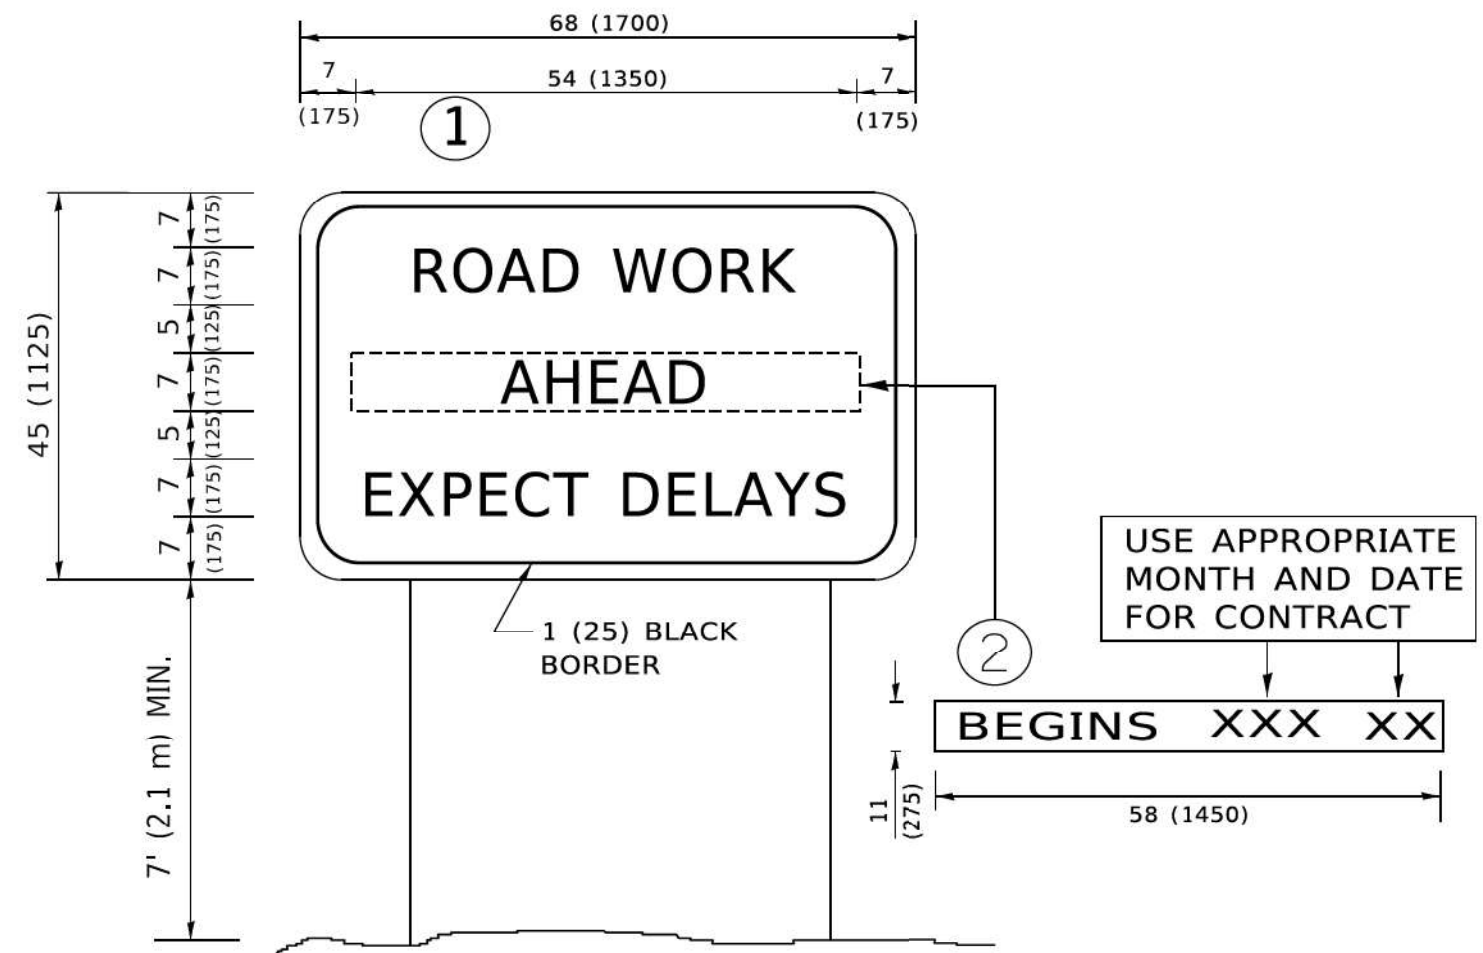 68 (1700)
7
54 (1350)
7
(175)
(175)
1
7
(175)
7
(175)
5
(125)
7
(175)
5
(125)
7
(175)
7
(175)
45 (1125)
ROAD WORK
AHEAD
EXPECT DELAYS
1 (25) BLACK
BORDER
7' (2.1 m) MIN.
USE APPROPRIATE
MONTH AND DATE
FOR CONTRACT
2
BEGINS XXX XX
11
(275)
58 (1450)